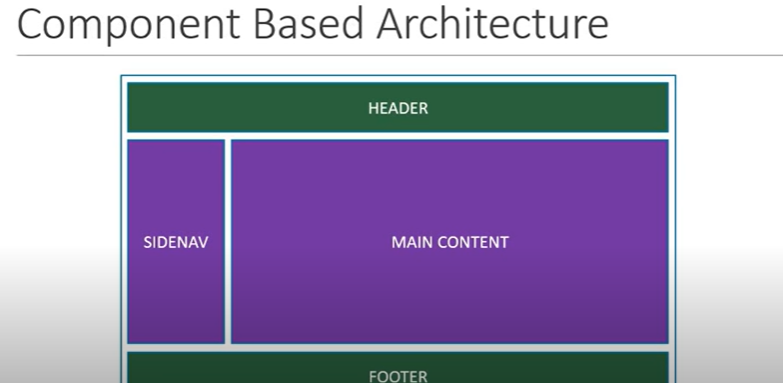 Component Based Architecture
HEADER
SIDENAV
MAIN CONTENT
FOOTER